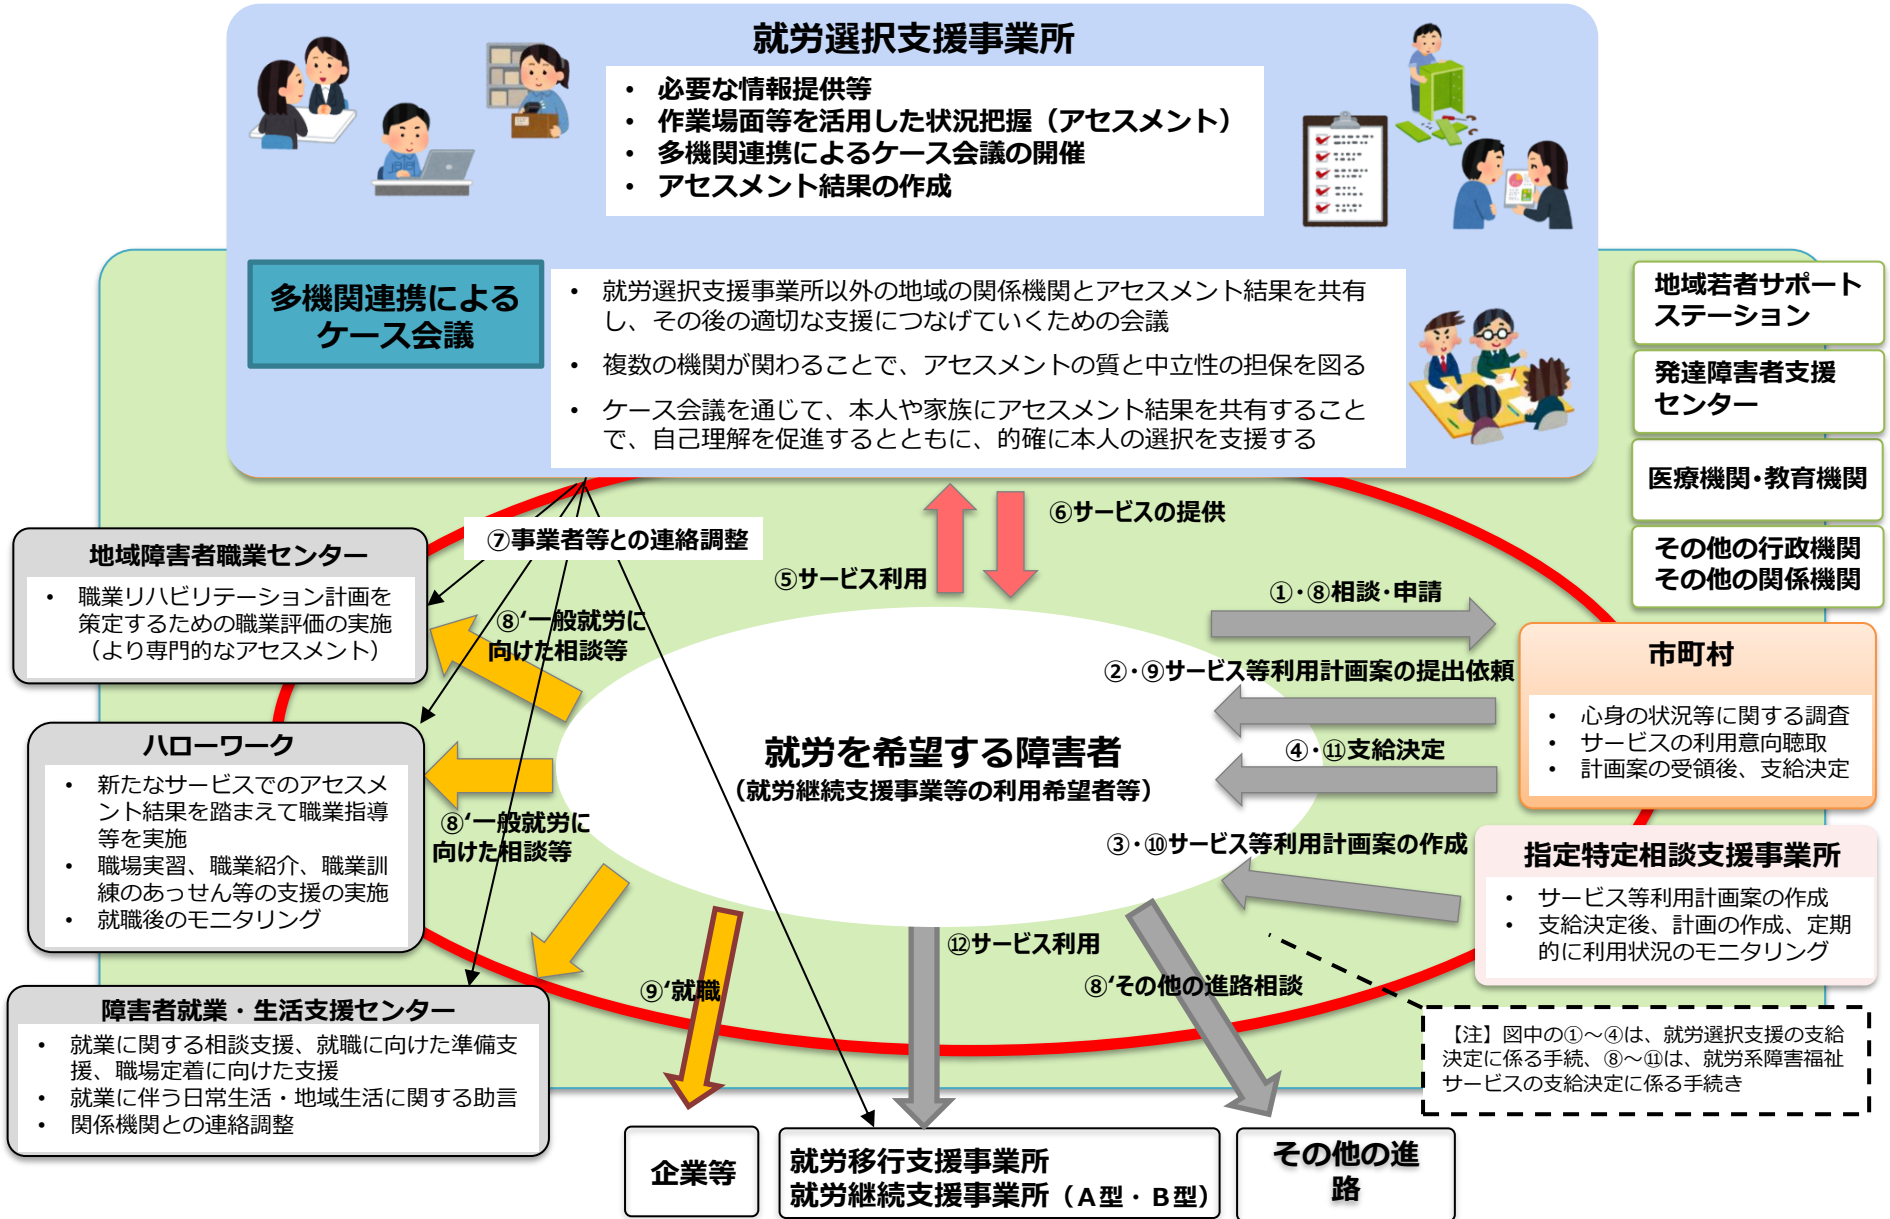 就労選択支援事業所
• 必要な情報提供等
• 作業場面等を活用した状況把握（アセスメント）
• 多機関連携によるケース会議の開催
• アセスメント結果の作成
多機関連携による
ケース会議
• 就労選択支援事業所以外の地域の関係機関とアセスメント結果を共有
し、その後の適切な支援につなげていくための会議
• 複数の機関が関わることで、アセスメントの質と中立性の担保を図る
• ケース会議を通じて、本人や家族にアセスメント結果を共有すること
で、自己理解を促進するとともに、的確に本人の選択を支援する
地域若者サポート
ステーション
発達障害者支援
センター
医療機関・教育機関
その他の行政機関
その他の関係機関
⑥サービスの提供
⑦事業者等との連絡調整
⑤サービス利用
地域障害者職業センター
• 職業リハビリテーション計画を
策定するための職業評価の実施
（より専門的なアセスメント）
⑧‘一般就労に
向けた相談等
①・⑧相談・申請
②・⑨サービス等利用計画案の提出依頼
④・⑪支給決定
③・⑩サービス等利用計画案の作成
市町村
• 心身の状況等に関する調査
• サービスの利用意向聴取
• 計画案の受領後、支給決定
就労を希望する障害者
（就労継続支援事業等の利用希望者等）
ハローワーク
• 新たなサービスでのアセスメ
ント結果を踏まえて職業指導
等を実施
• 職場実習、職業紹介、職業訓
練のあっせん等の支援の実施
• 就職後のモニタリング
⑧‘一般就労に
向けた相談等
指定特定相談支援事業所
• サービス等利用計画案の作成
• 支給決定後、計画の作成、定期
的に利用状況のモニタリング
⑫サービス利用
⑨‘就職
⑧‘その他の進路相談
障害者就業・生活支援センター
• 就業に関する相談支援、就職に向けた準備支
援、職場定着に向けた支援
• 就業に伴う日常生活・地域生活に関する助言
• 関係機関との連絡調整
【注】図中の①～④は、就労選択支援の支給
決定に係る手続、⑧～⑪は、就労系障害福祉
サービスの支給決定に係る手続き
企業等
就労移行支援事業所
就労継続支援事業所（Ａ型・Ｂ型）
その他の進
路